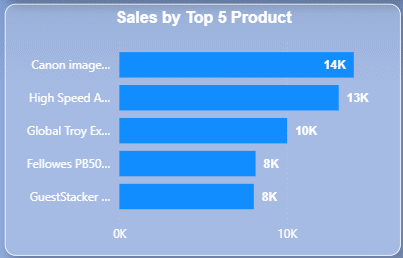 Sales by Top 5 Product
Canon image... 14K
High Speed A... 13K
Global Troy Ex... 10K
Fellowes PB50... 8K
GuestStacker ... 8K
0K 10K